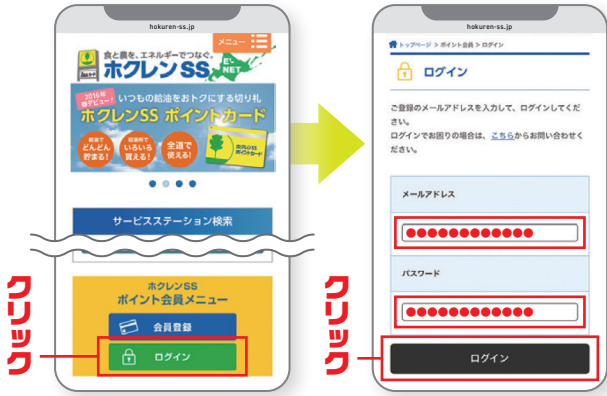 hokuren-ss.jp
メニュー
食と農を、エネルギーでつなぐ。
ホクレンSS
E-NET
2016年
春デビュー!
いつもの給油をおトクにする切り札
ホクレンSS ポイントカード
給油で
どんどん
貯まる!
給油所で
いろいろ
買える!
全道で
使える!
ホクレンSS
ポイントカード
サービスステーション検索
ホクレンSS
ポイント会員メニュー
会員登録
ログイン
クリック
hokuren-ss.jp
トップページ > ポイント会員 > ログイン
ログイン
ご登録のメールアドレスを入力して、ログインしてくだ
さい。
ログインでお困りの場合は、こちらからお問い合わせく
ださい。
メールアドレス
●●●●●●●●●●●●
パスワード
●●●●●●●●●●●●
ログイン
クリック